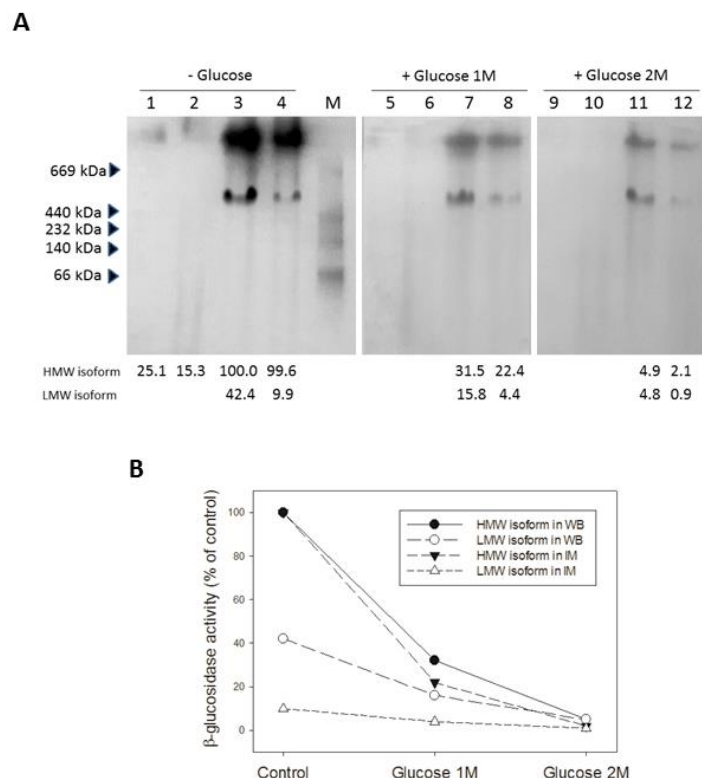 A
- Glucose + Glucose 1M + Glucose 2M
1 2 3 4 M 5 6 7 8 9 10 11 12
669 kDa
440 kDa
232 kDa
140 kDa
66 kDa
HMW isoform 25.1 15.3 100.0 99.6 31.5 22.4 4.9 2.1
LMW isoform 42.4 9.9 15.8 4.4 4.8 0.9
B
β-glucosidase activity (% of control)
100
80
60
40
20
0
HMW isoform in WB
LMW isoform in WB
HMW isoform in IM
LMW isoform in IM
Control Glucose 1M Glucose 2M